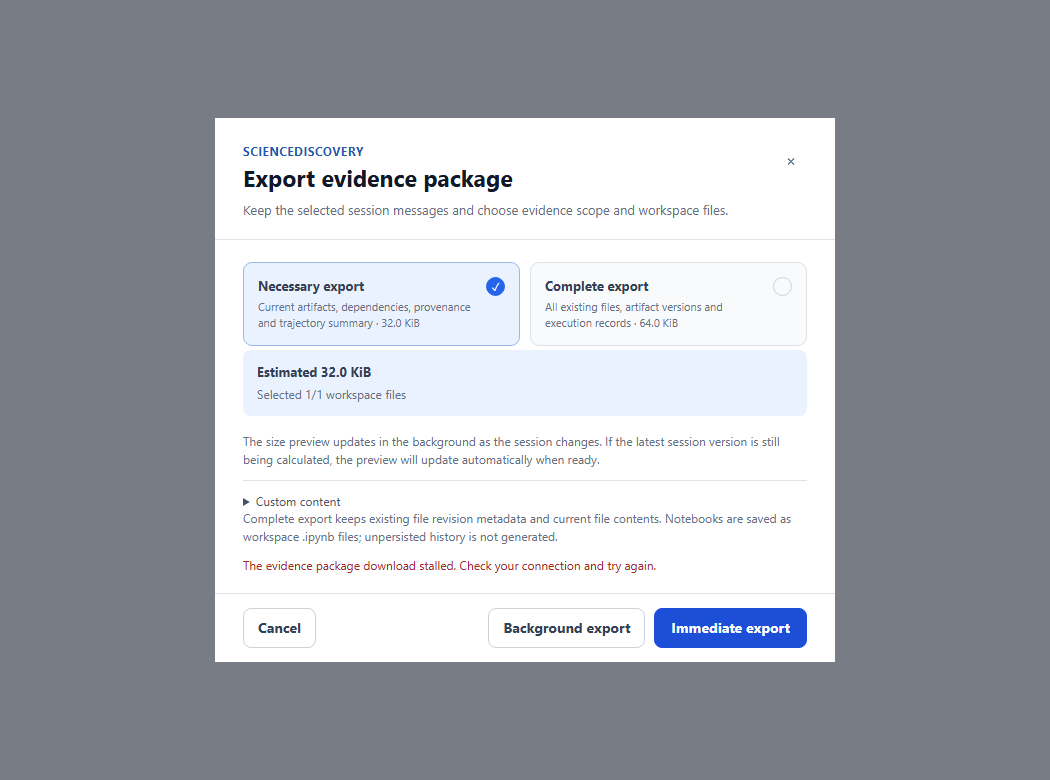 SCIENCEDISCOVERY
Export evidence package
×
Keep the selected session messages and choose evidence scope and workspace files.
Necessary export
Current artifacts, dependencies, provenance
and trajectory summary · 32.0 KiB
Complete export
All existing files, artifact versions and
execution records · 64.0 KiB
Estimated 32.0 KiB
Selected 1/1 workspace files
The size preview updates in the background as the session changes. If the latest session version is still
being calculated, the preview will update automatically when ready.
Custom content
Complete export keeps existing file revision metadata and current file contents. Notebooks are saved as
workspace .ipynb files; unpersisted history is not generated.
The evidence package download stalled. Check your connection and try again.
Cancel
Background export
Immediate export